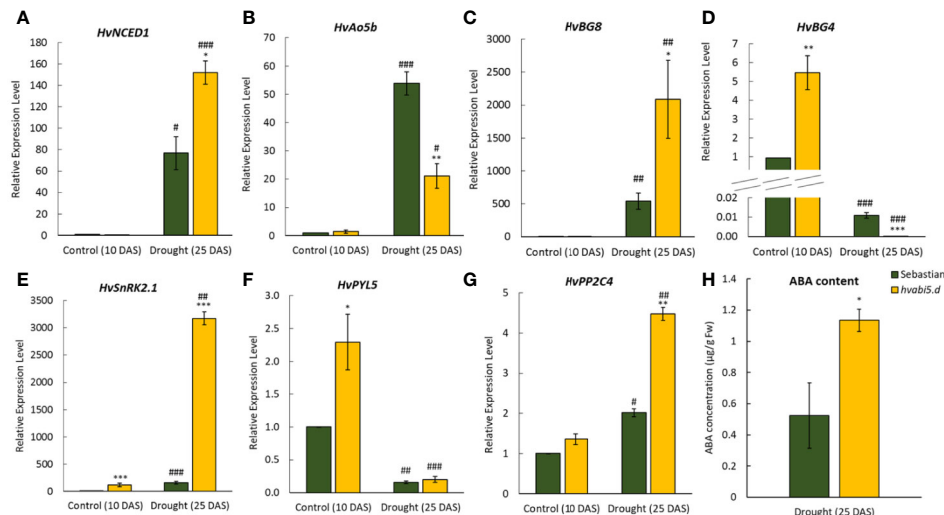 A
HvNCED1
###
*
#
Relative Expression Level
160
140
120
100
80
60
40
20
0
Control (10 DAS) Drought (25 DAS)
B
HvAo5b
###
#
**
Relative Expression Level
70
60
50
40
30
20
10
0
Control (10 DAS) Drought (25 DAS)
C
HvBG8
##
*
##
Relative Expression Level
3000
2500
2000
1500
1000
500
0
Control (10 DAS) Drought (25 DAS)
D
HvBG4
**
###
###
***
Relative Expression Level
7
6
5
4
3
2
1
0.02
0.01
0.00
Control (10 DAS) Drought (25 DAS)
E
HvSnRK2.1
##
***
***
###
Relative Expression Level
3000
2500
2000
1500
1000
500
0
Control (10 DAS) Drought (25 DAS)
F
HvPYL5
*
##
###
Relative Expression Level
3.0
2.5
2.0
1.5
1.0
0.5
0.0
Control (10 DAS) Drought (25 DAS)
G
HvPP2C4
##
**
#
Relative Expression Level
5
4
3
2
1
0
Control (10 DAS) Drought (25 DAS)
H
ABA content
Sebastian
hvabi5.d
*
ABA concentration (µg/g Fw)
1.4
1.2
1
0.8
0.6
0.4
0.2
0
Drought (25 DAS)